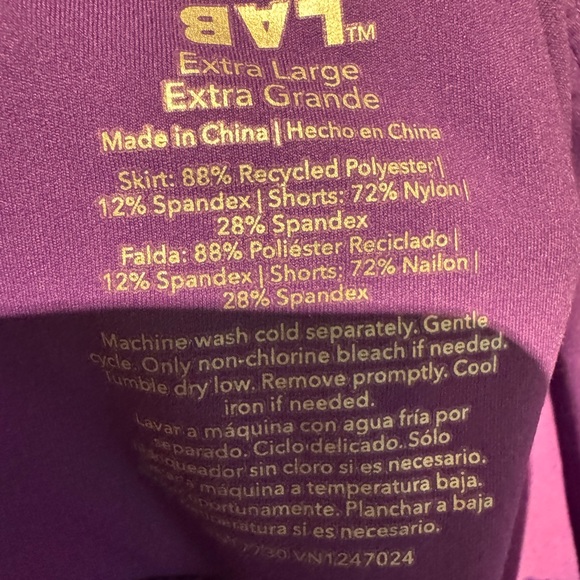 LAB™
Extra Large
Extra Grande
Made in China | Hecho en China
Skirt: 88% Recycled Polyester |
12% Spandex | Shorts: 72% Nylon |
28% Spandex
Falda: 88% Poliéster Reciclado |
12% Spandex | Shorts: 72% Nailon |
28% Spandex
Machine wash cold separately. Gentle
cycle. Only non-chlorine bleach if needed.
Tumble dry low. Remove promptly. Cool
iron if needed.
Lavar a máquina con agua fría por
separado. Ciclo delicado. Sólo
sin cloro si es necesario.
a máquina a temperatura baja.
Planchar a baja
si es necesario.
VN1247024